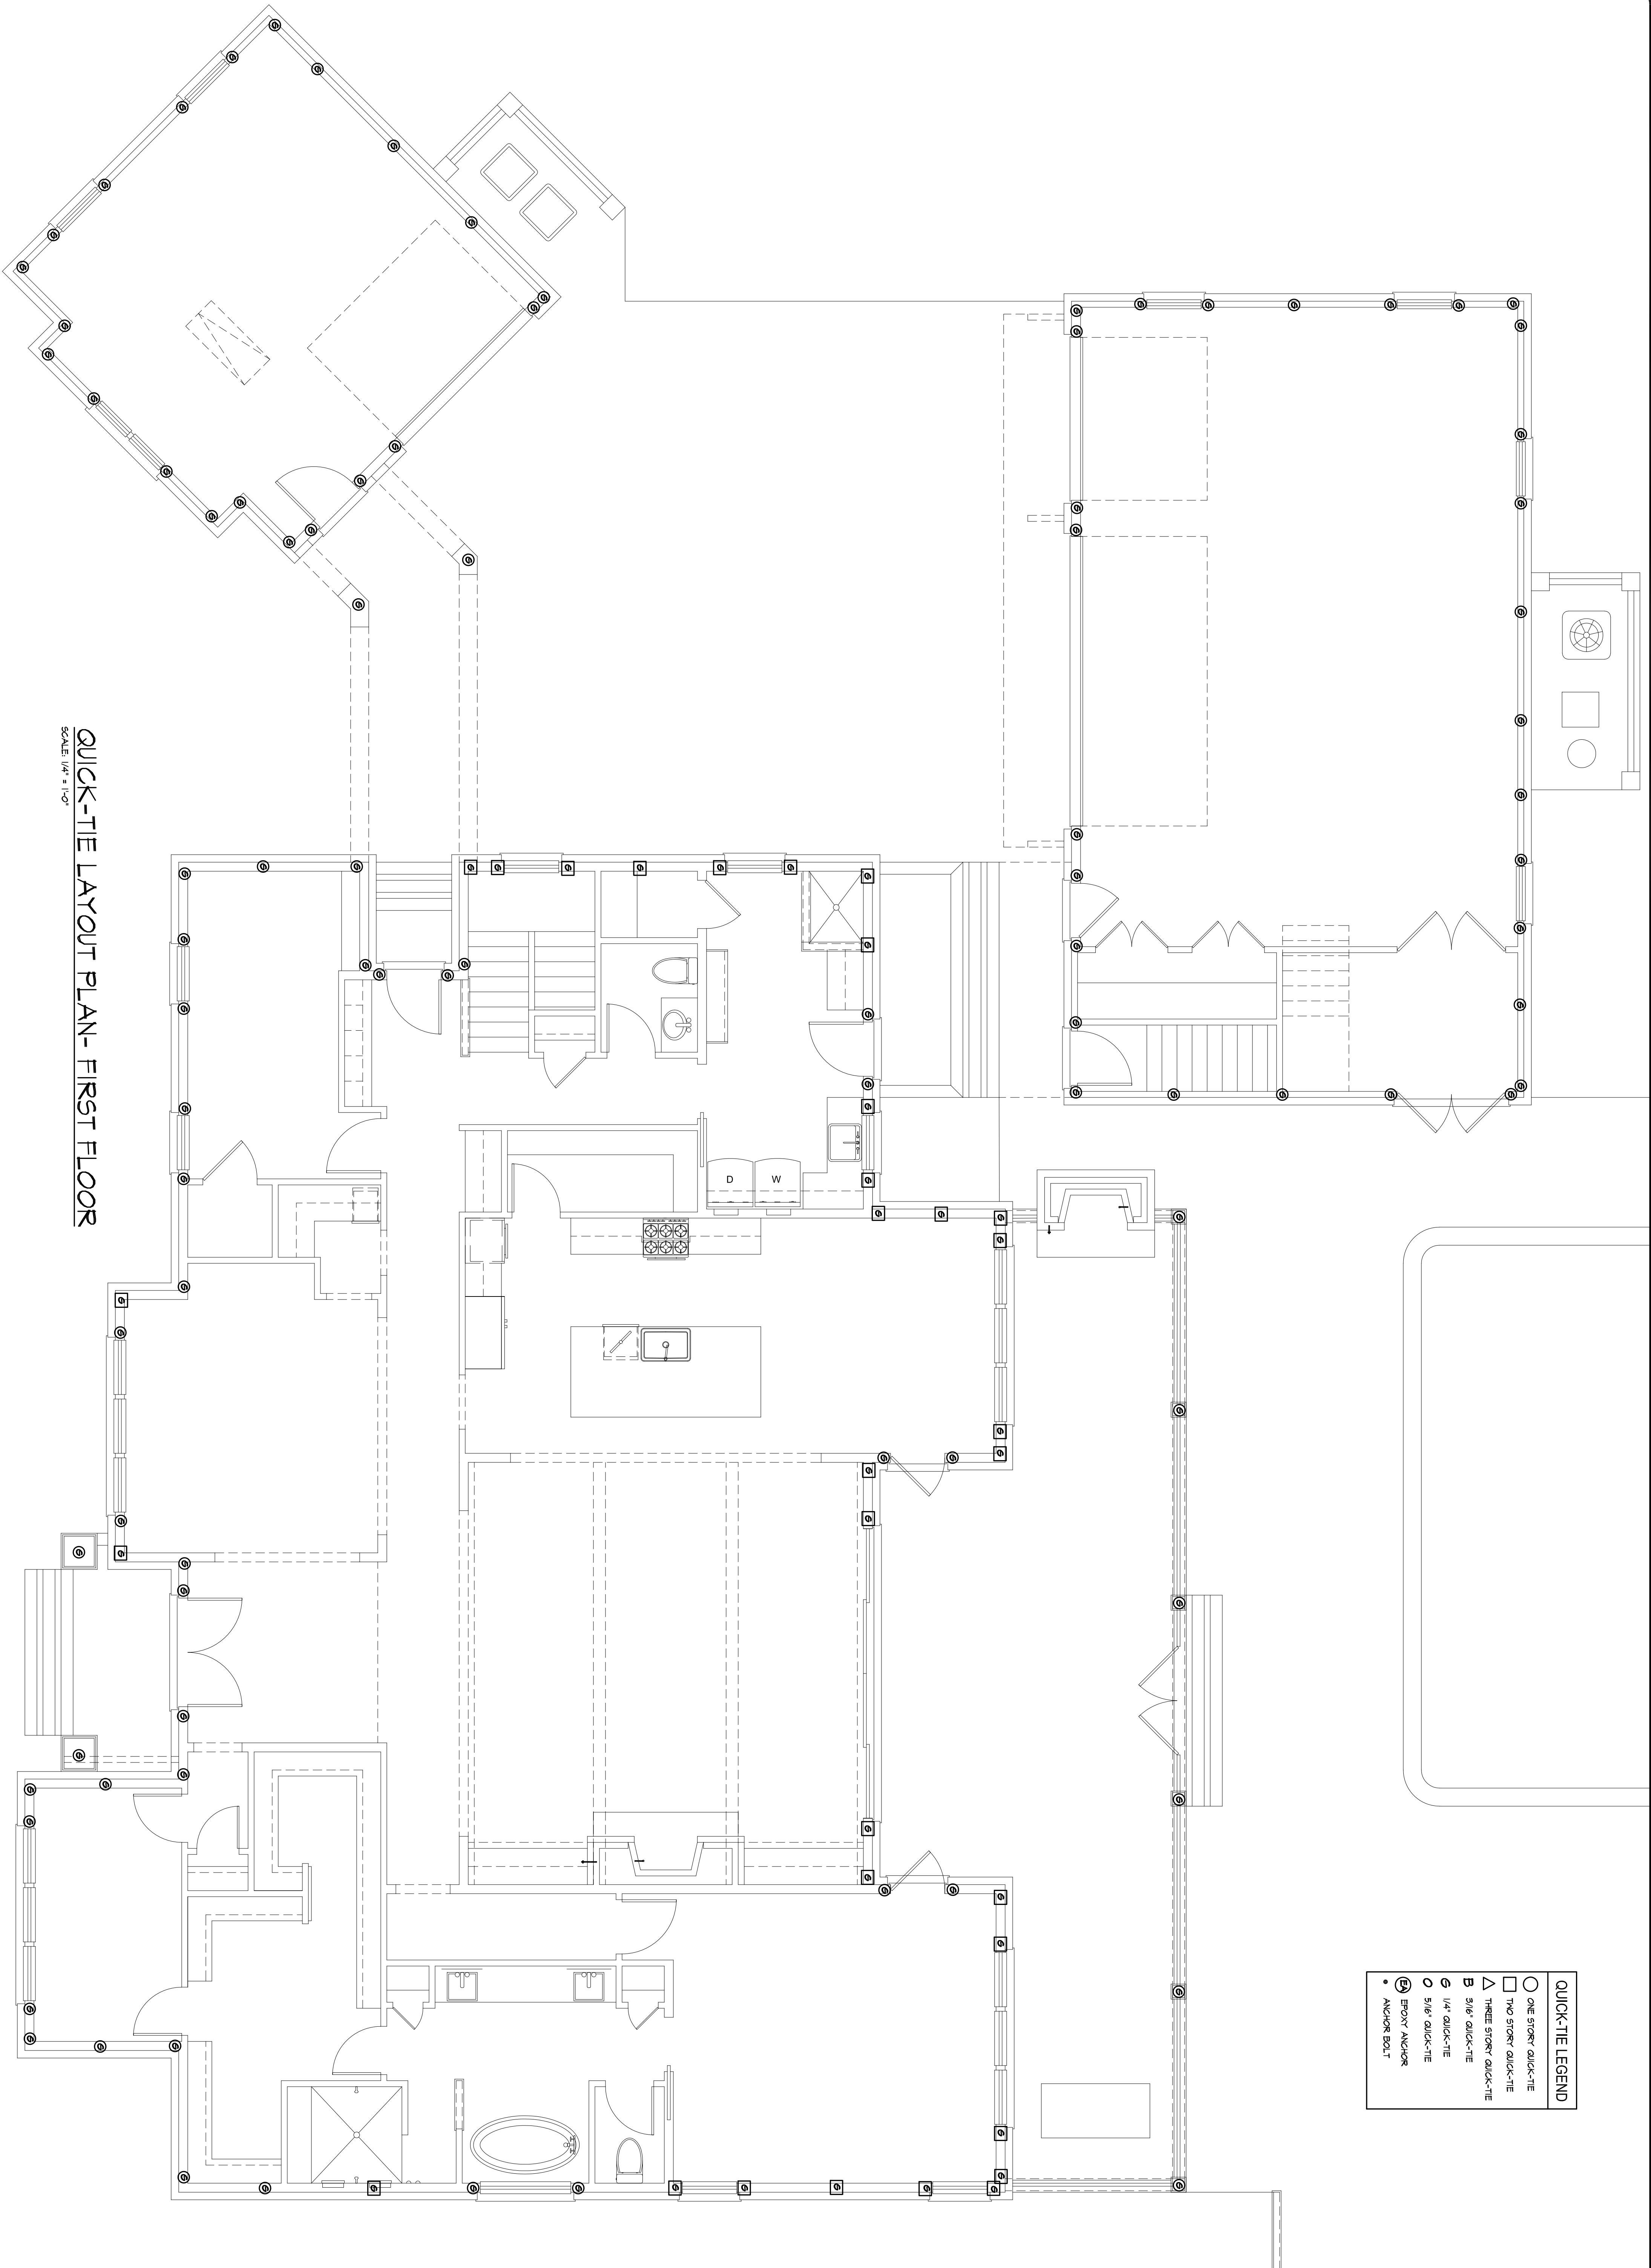 QUICK-TIE LAYOUT PLAN- FIRST FLOOR
SCALE: 1/4" = 1'-0"
D
W
QUICK-TIE LEGEND
ONE STORY QUICK-TIE
TWO STORY QUICK-TIE
THREE STORY QUICK-TIE
B 3/16" QUICK-TIE
G 1/4" QUICK-TIE
O 5/16" QUICK-TIE
EA EPOXY ANCHOR
ANCHOR BOLT